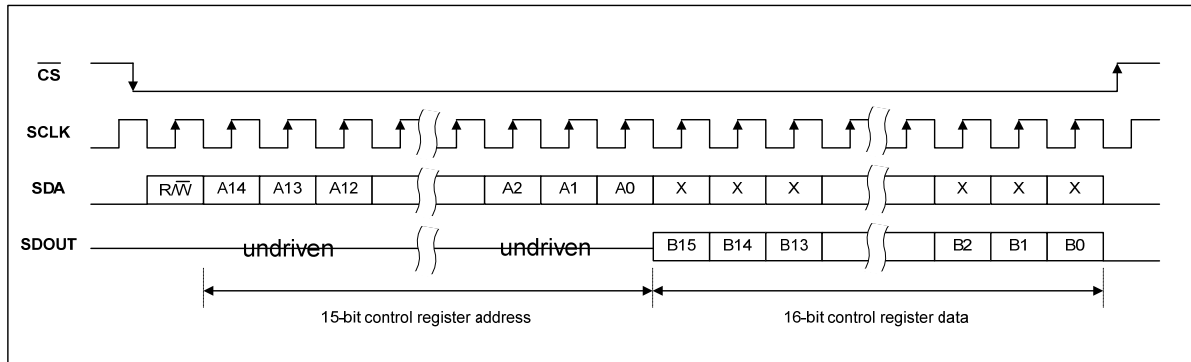 C̅S̅
SCLK
SDA R/W̅ A14 A13 A12 A2 A1 A0 X X X X X X
SDOUT undriven undriven B15 B14 B13 B2 B1 B0
15-bit control register address 16-bit control register data